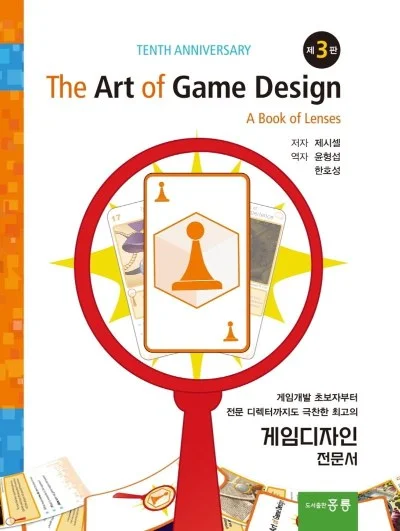 TENTH ANNIVERSARY
제 3 판
The Art of Game Design
A Book of Lenses
저자 제시셀
역자 윤형섭
한호성
17
게임개발 초보자부터
전문 디렉터까지도 극찬한 최고의
게임디자인
전문서
도서출판 홍릉